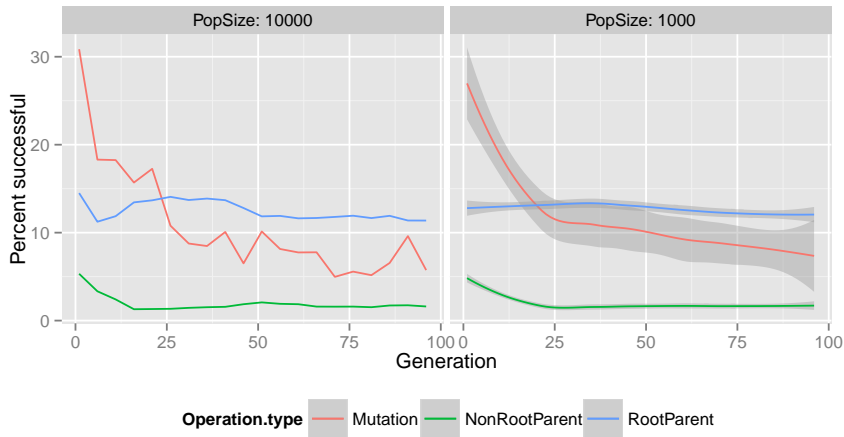 PopSize: 10000
PopSize: 1000
Percent successful
30
20
10
0
0 25 50 75 100
0 25 50 75 100
Generation
Operation.type Mutation NonRootParent RootParent